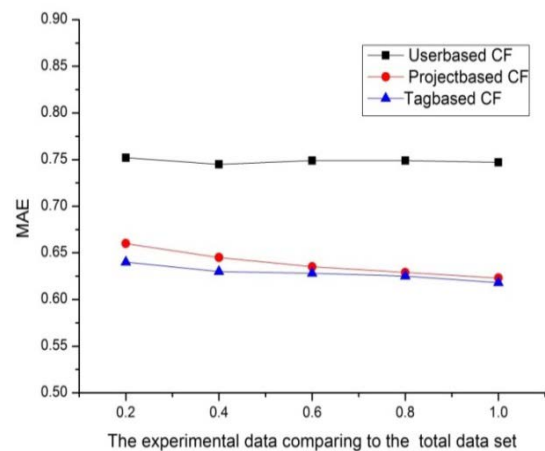 0.90
0.85
0.80
0.75
0.70
0.65
0.60
0.55
0.50
MAE
Userbased CF
Projectbased CF
Tagbased CF
0.2 0.4 0.6 0.8 1.0
The experimental data comparing to the total data set